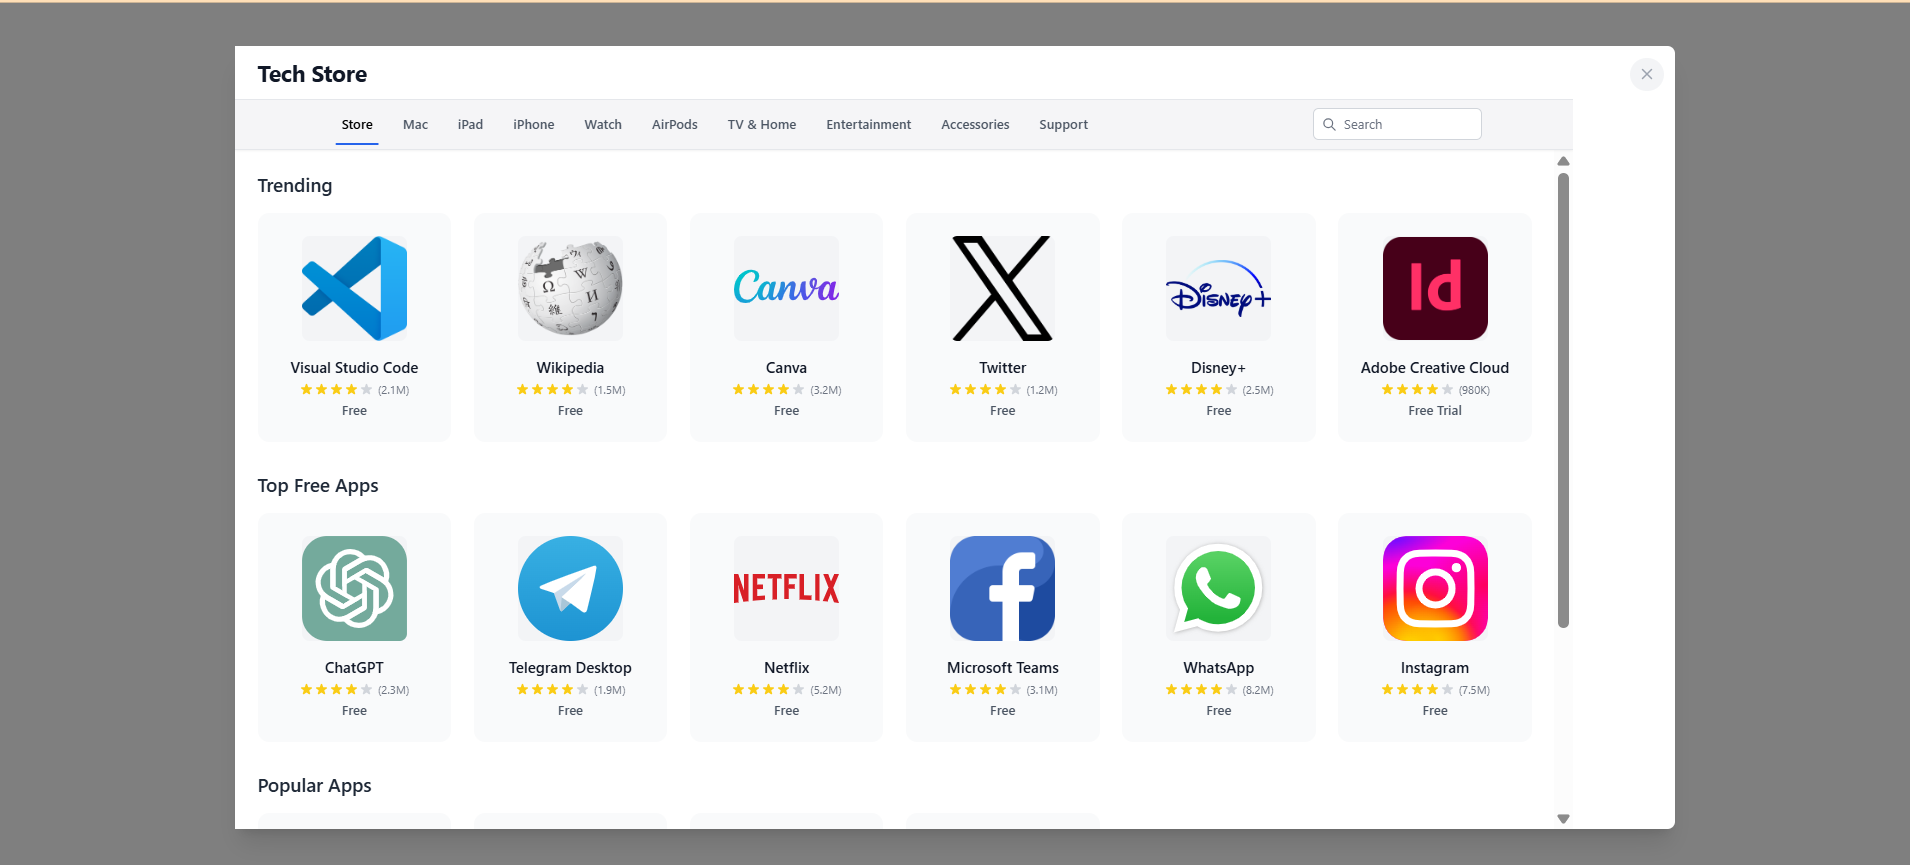 Tech Store
Store Mac iPad iPhone Watch AirPods TV & Home Entertainment Accessories Support Search
Trending
Canva Disney+ Id
Visual Studio Code Wikipedia Canva Twitter Disney+ Adobe Creative Cloud
(2.1M) (1.5M) (3.2M) (1.2M) (2.5M) (980K)
Free Free Free Free Free Free Trial
Top Free Apps
NETFLIX
ChatGPT Telegram Desktop Netflix Microsoft Teams WhatsApp Instagram
(2.3M) (1.9M) (5.2M) (3.1M) (8.2M) (7.5M)
Free Free Free Free Free Free
Popular Apps